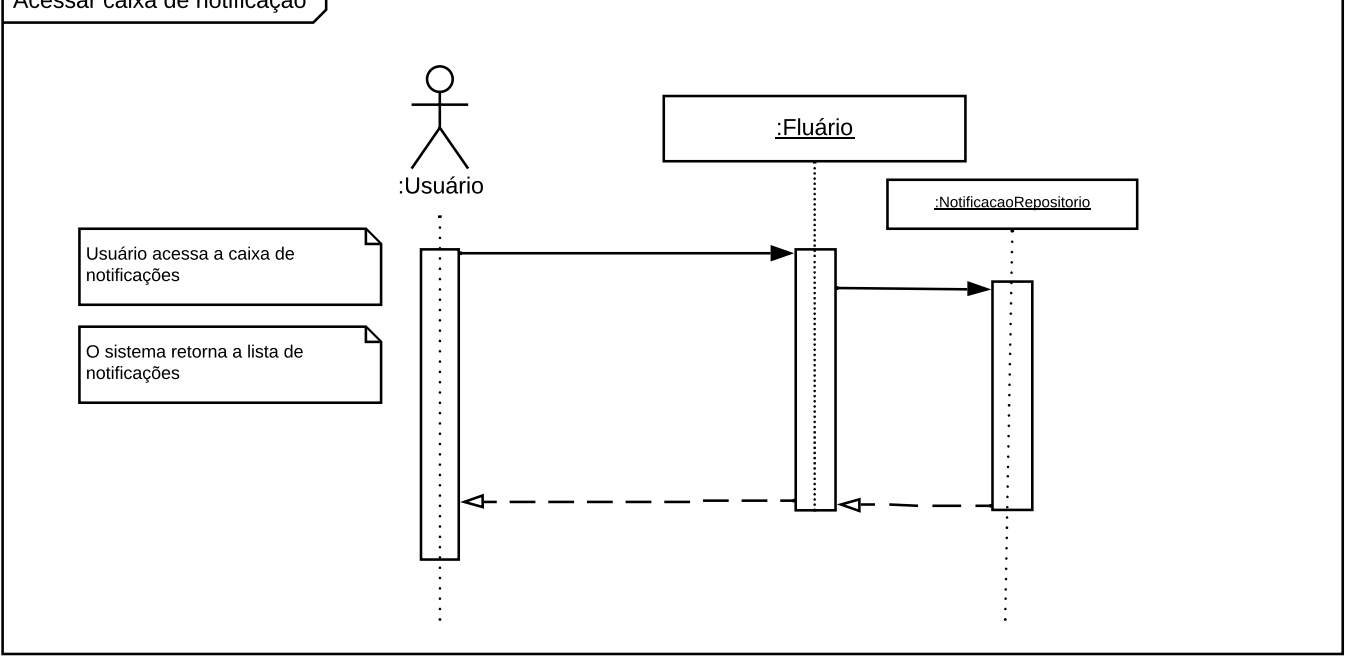 Acessar caixa de notificação
:Fluário
:Usuário
:NotificacaoRepositorio
Usuário acessa a caixa de
notificações
O sistema retorna a lista de
notificações